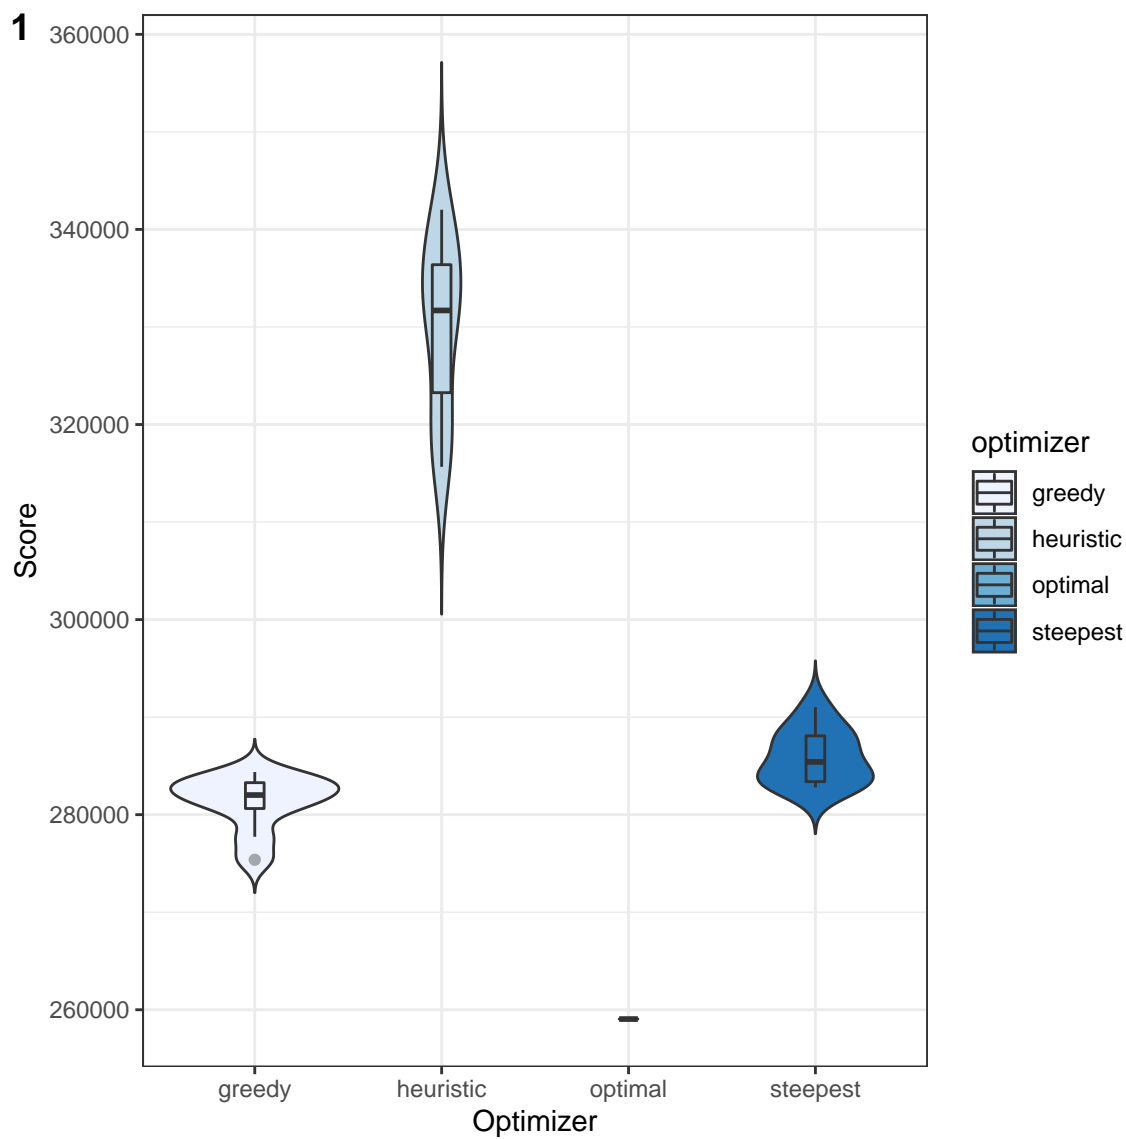 1
360000
340000
320000
300000
280000
260000
Score
greedy
heuristic
optimal
steepest
Optimizer
optimizer
greedy
heuristic
optimal
steepest